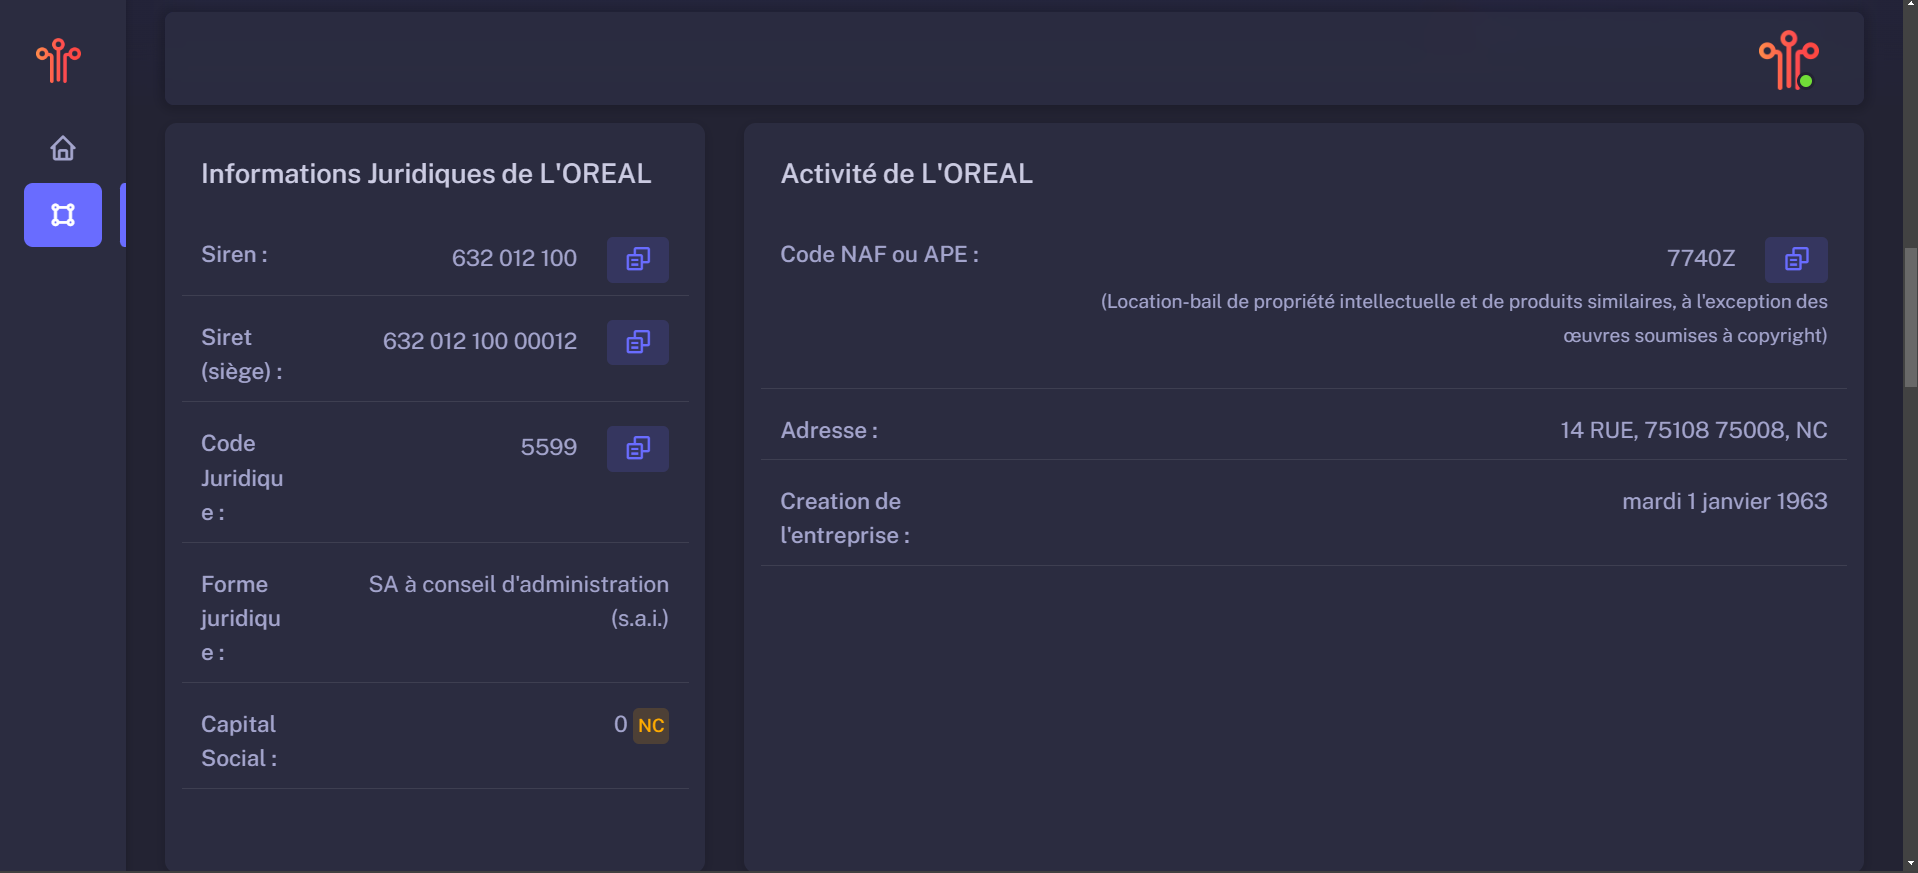 Informations Juridiques de L'OREAL
Siren :
632 012 100
Siret
(siège) :
632 012 100 00012
Code
Juridiqu
e :
5599
Forme
juridiqu
e :
SA à conseil d'administration
(s.a.i.)
Capital
Social :
0 NC
Activité de L'OREAL
Code NAF ou APE :
7740Z
(Location-bail de propriété intellectuelle et de produits similaires, à l'exception des
œuvres soumises à copyright)
Adresse :
14 RUE, 75108 75008, NC
Creation de
l'entreprise :
mardi 1 janvier 1963